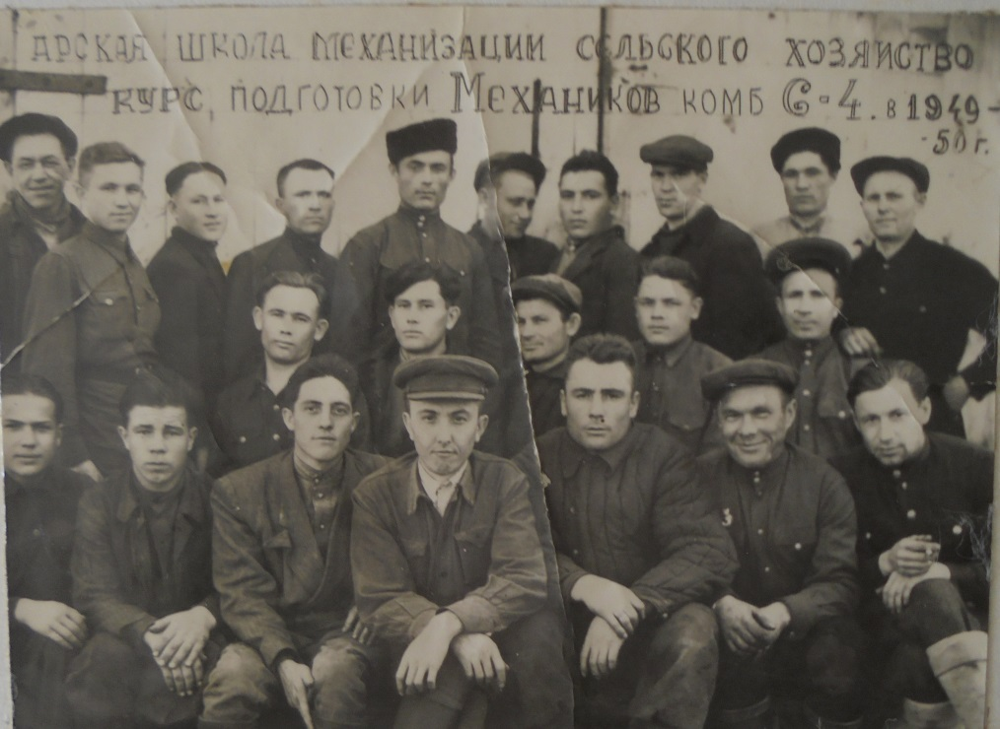 АРСКАЯ ШКОЛА МЕХАНИЗАЦИИ СЕЛЬСКОГО ХОЗЯЙСТВО
КУРС, ПОДГОТОВКИ МЕХАНИКОВ КОМБ С-4. в 1949-
50 г.